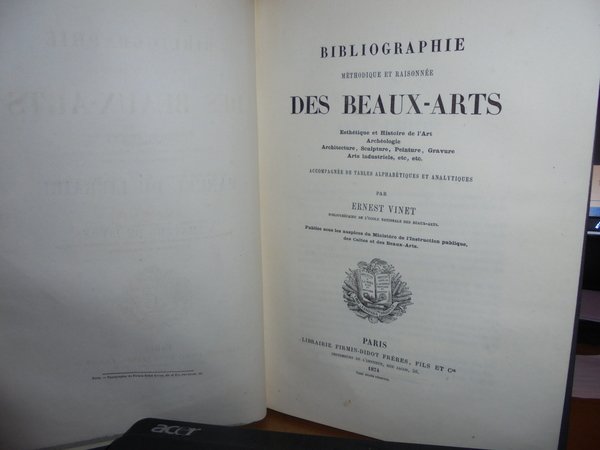 BIBLIOGRAPHIE
MÉTHODIQUE ET RAISONNÉE
DES BEAUX-ARTS
Esthétique et Histoire de l'Art
Archéologie
Architecture, Sculpture, Peinture, Gravure
Arts industriels, etc, etc.
ACCOMPAGNÉE DE TABLES ALPHABÉTIQUES ET ANALYTIQUES
PAR
ERNEST VINET
BIBLIOTHÉCAIRE DE L'ÉCOLE NATIONALE DES BEAUX-ARTS.
Publiée sous les auspices du Ministère de l'Instruction publique,
des Cultes et des Beaux-Arts.
PARIS
LIBRAIRIE FIRMIN-DIDOT FRÈRES, FILS ET Cie
IMPRIMEURS DE L'INSTITUT, RUE JACOB, 56
1874
acer